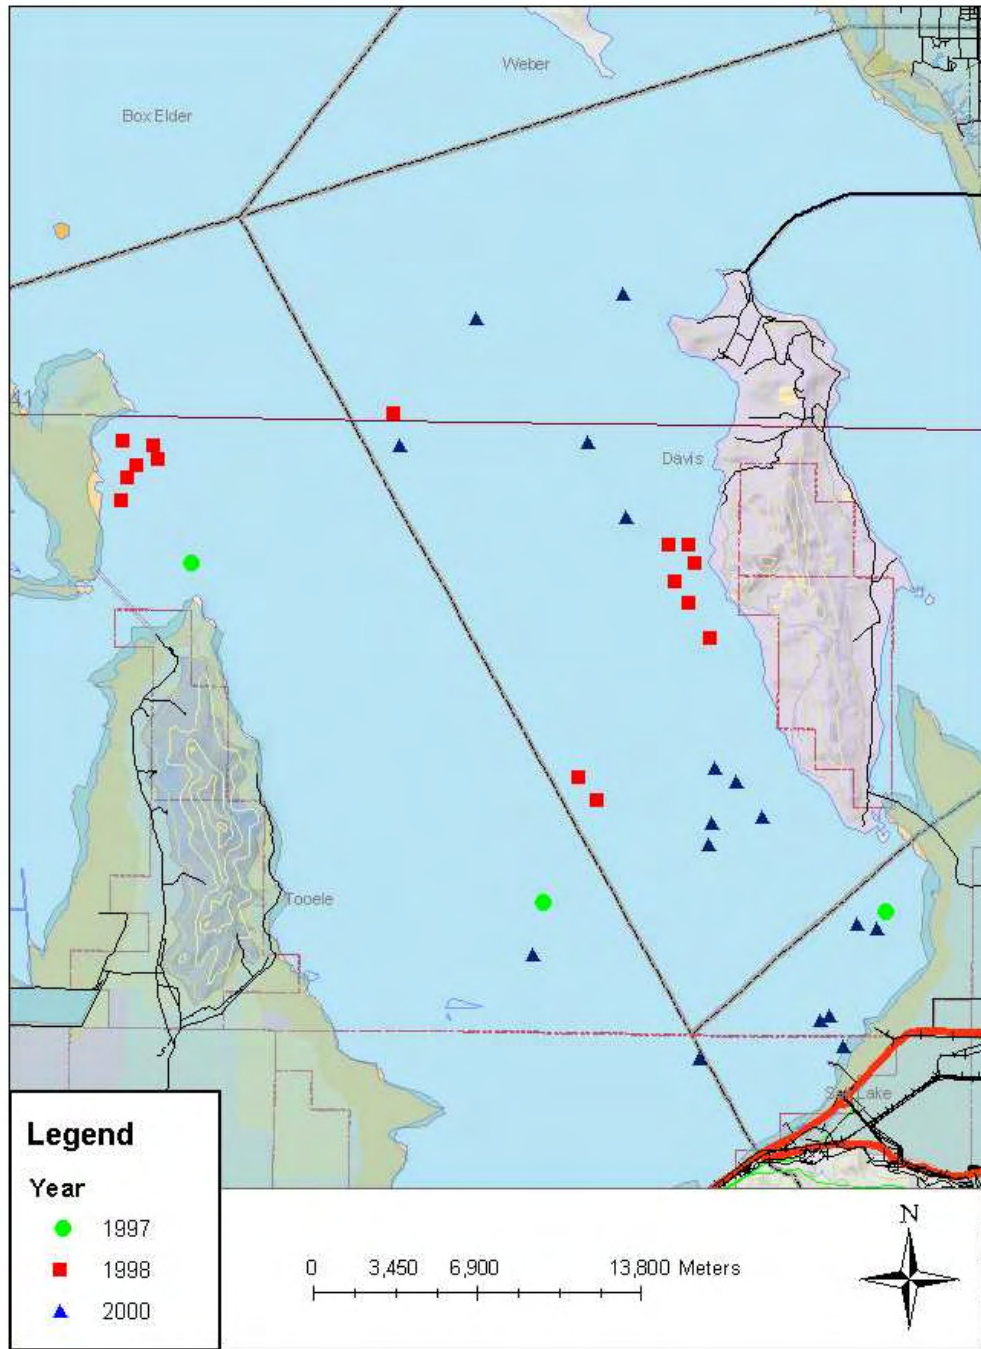 Weber
Box Elder
41
Davis
Tooele
Salt Lake
Legend
Year
1997
1998
2000
0 3,450 6,900 13,800 Meters
N